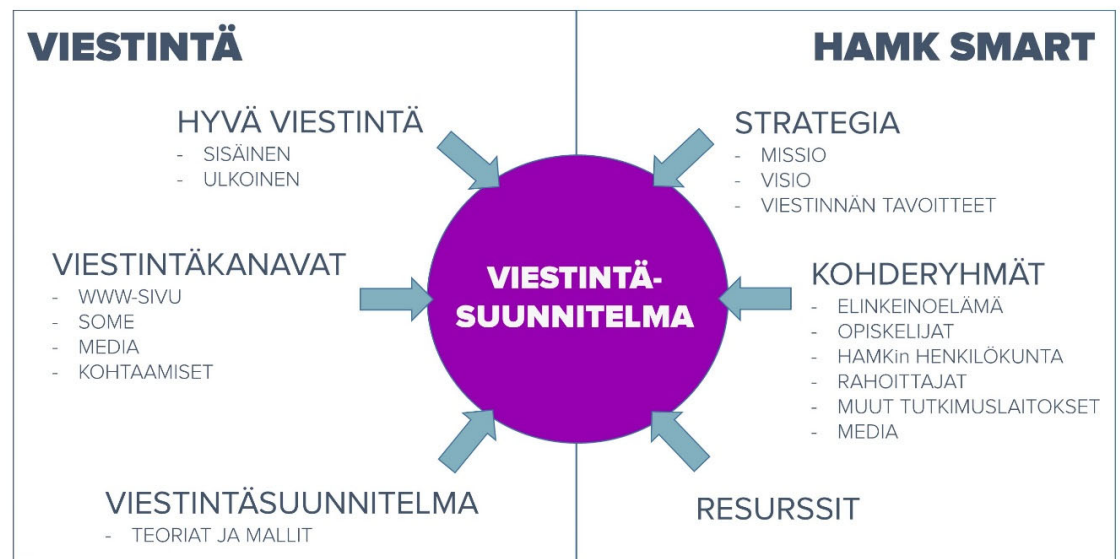 VIESTINTÄ
HYVÄ VIESTINTÄ
- SISÄINEN
- ULKOINEN
VIESTINTÄKANAVAT
- WWW-SIVU
- SOME
- MEDIA
- KOHTAAMISET
VIESTINTÄSUUNNITELMA
- TEORIAT JA MALLIT
VIESTINTÄ-
SUUNNITELMA
HAMK SMART
STRATEGIA
- MISSIO
- VISIO
- VIESTINNÄN TAVOITTEET
KOHDERYHMÄT
- ELINKEINOELÄMÄ
- OPISKELIJAT
- HAMKin HENKILÖKUNTA
- RAHOITTAJAT
- MUUT TUTKIMUSLAITOKSET
- MEDIA
RESURSSIT